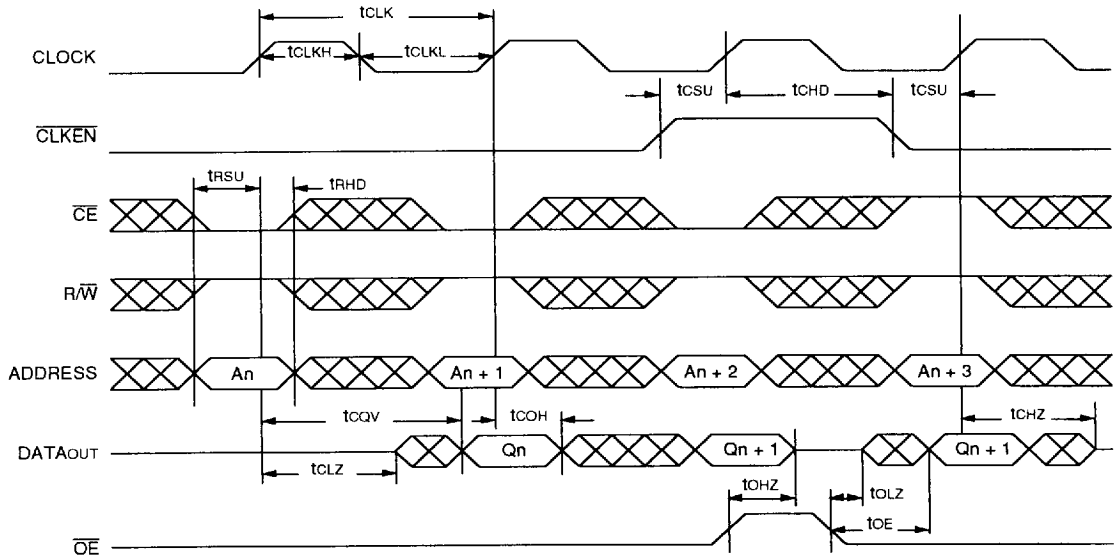 tCLK
CLOCK
tCLKH tCLKL
tCSU tCHD tCSU
CLKEN
tRSU tRHD
CE
R/W
ADDRESS An An + 1 An + 2 An + 3
tCQV tCOH tCHZ
DATAOUT Qn Qn + 1 Qn + 1
tCLZ
tOHZ tOLZ
tOE
OE